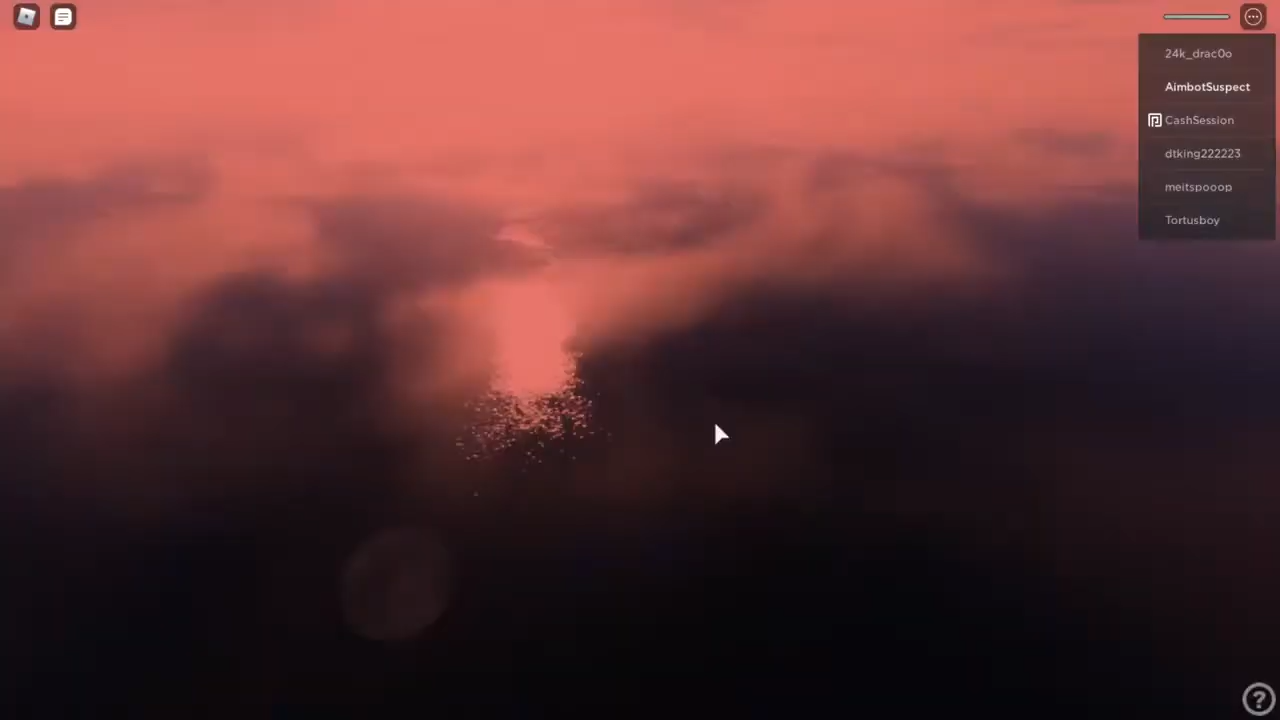 24k_drac0o
AimbotSuspect
CashSession
dtking222223
meitspooop
Tortusboy
?